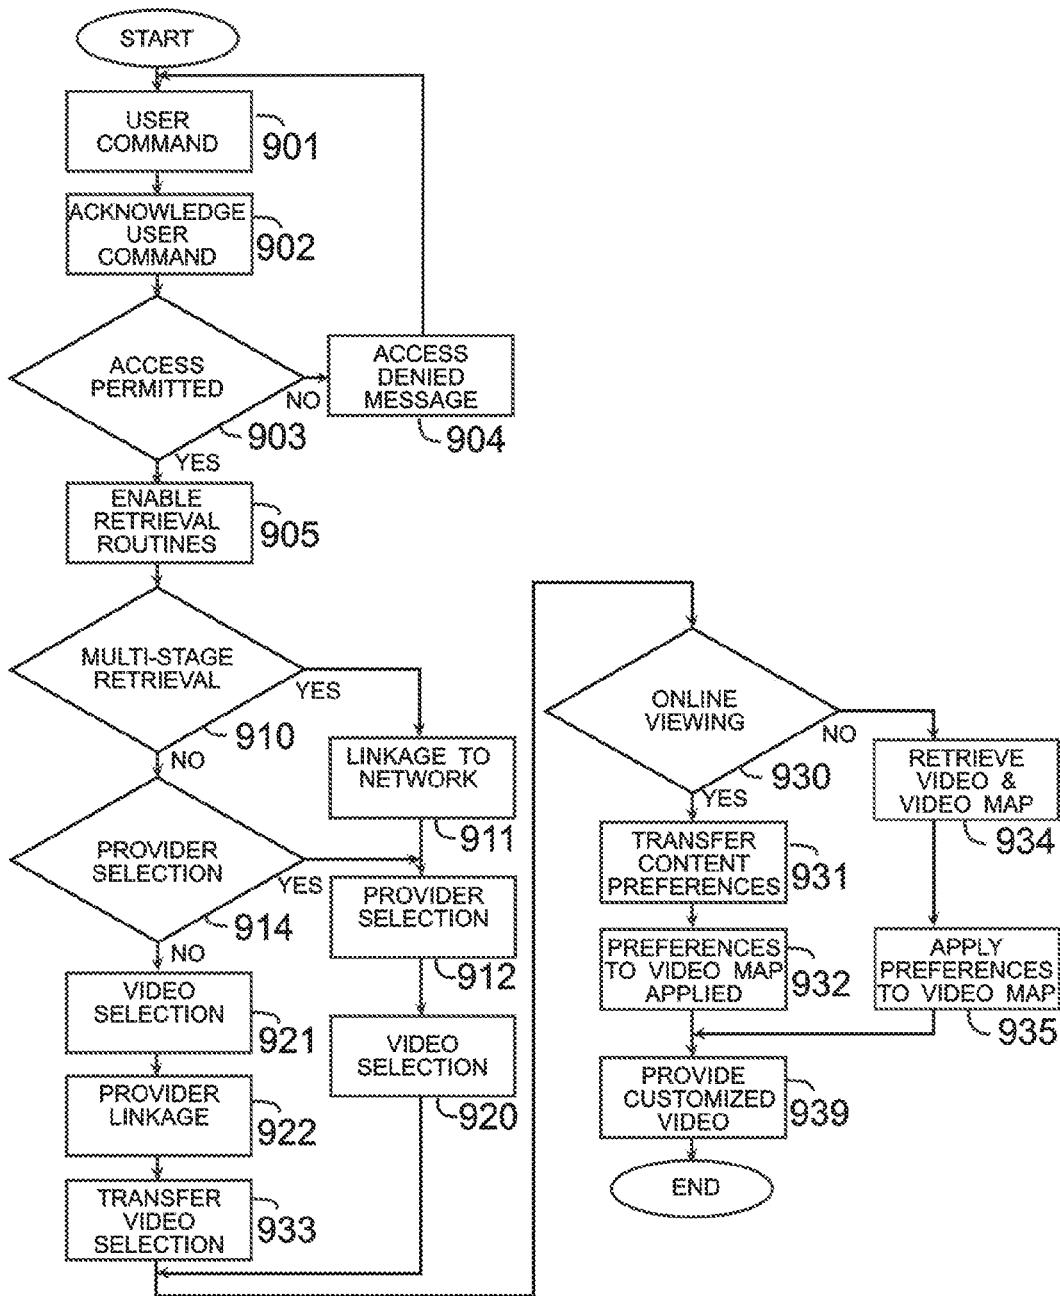 START
USER
COMMAND
901
ACKNOWLEDGE
USER
COMMAND
902
ACCESS
PERMITTED
NO
903
YES
ACCESS
DENIED
MESSAGE
904
ENABLE
RETRIEVAL
ROUTINES
905
MULTI-STAGE
RETRIEVAL
YES
910
NO
LINKAGE TO
NETWORK
911
PROVIDER
SELECTION
YES
914
NO
PROVIDER
SELECTION
912
VIDEO
SELECTION
921
VIDEO
SELECTION
920
PROVIDER
LINKAGE
922
TRANSFER
VIDEO
SELECTION
933
ONLINE
VIEWING
NO
930
YES
RETRIEVE
VIDEO &
VIDEO MAP
934
TRANSFER
CONTENT
PREFERENCES
931
PREFERENCES
TO VIDEO MAP
APPLIED
932
APPLY
PREFERENCES
TO VIDEO MAP
935
PROVIDE
CUSTOMIZED
VIDEO
939
END